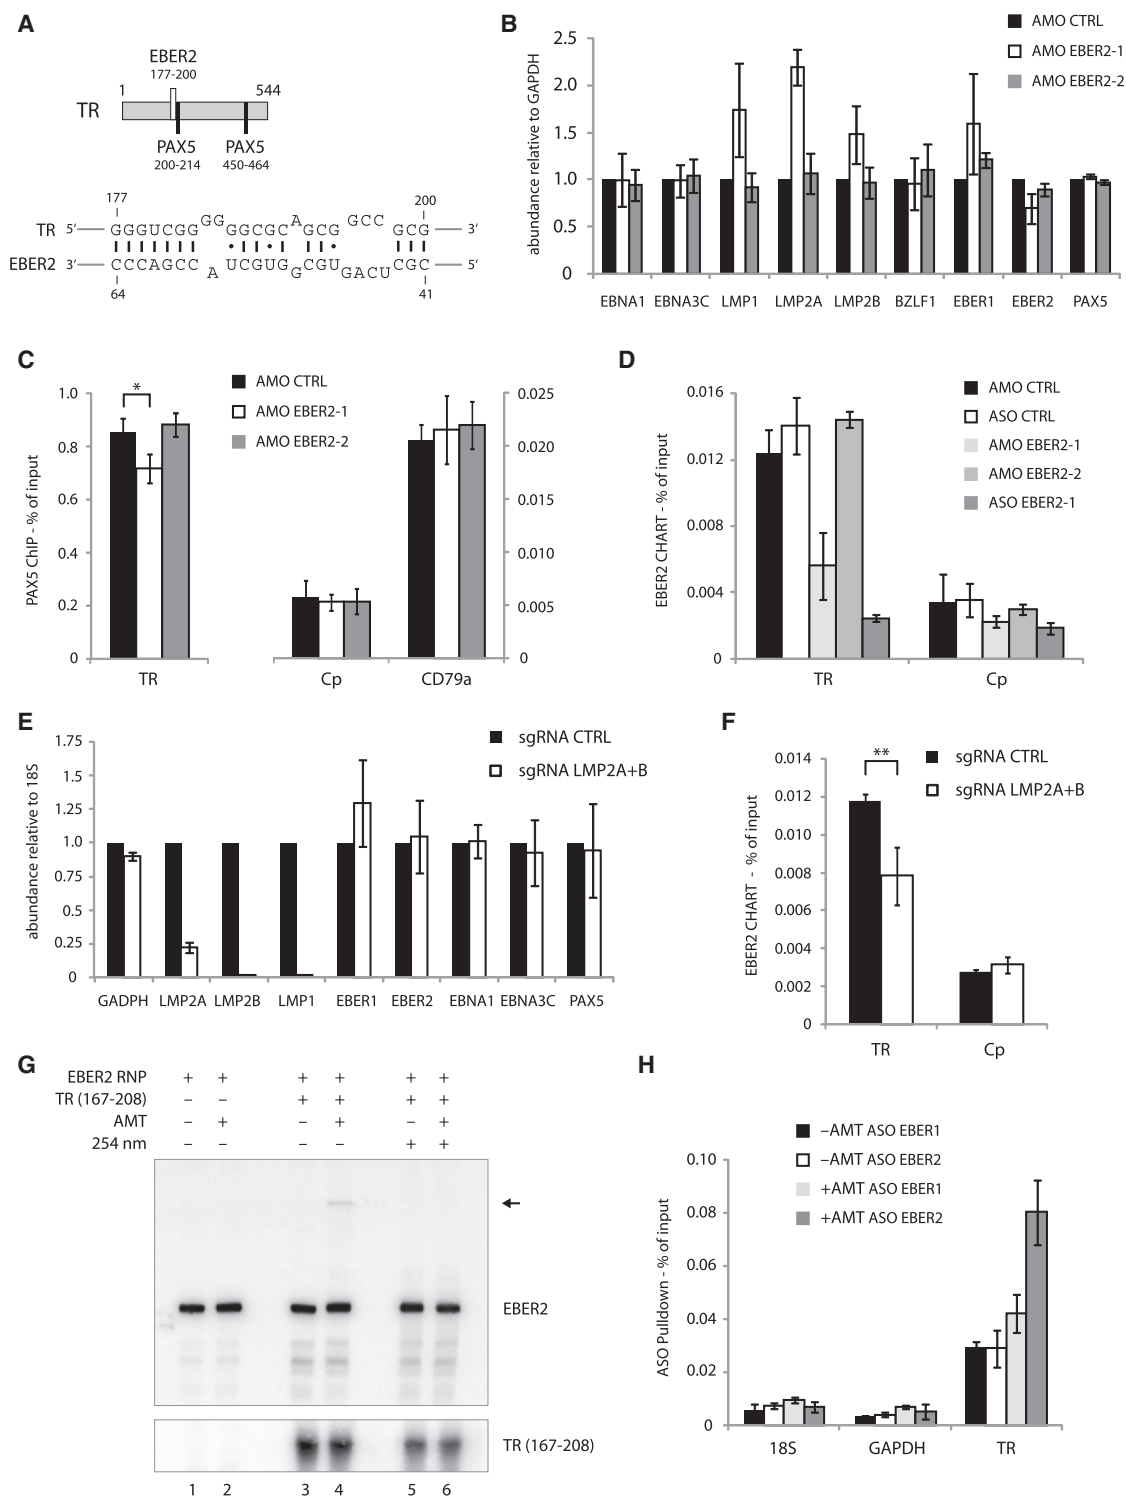 A
EBER2
177-200
1
544
TR
PAX5
200-214
PAX5
450-464
177
200
TR 5‘ GGGUCGG GG GGCGC A GCG GCC GCG 3‘
EBER2 3‘ CCCAGCC A UCGUG G CGU GACU CGC 5‘
64
41
B
AMO CTRL
AMO EBER2-1
AMO EBER2-2
abundance relative to GAPDH
2.5
2.0
1.5
1.0
0.5
0
EBNA1 EBNA3C LMP1 LMP2A LMP2B BZLF1 EBER1 EBER2 PAX5
C
AMO CTRL
AMO EBER2-1
AMO EBER2-2
*
PAX5 ChIP - % of input
1.0
0.8
0.6
0.4
0.2
0
0.025
0.020
0.015
0.010
0.005
0
TR Cp CD79a
D
AMO CTRL
ASO CTRL
AMO EBER2-1
AMO EBER2-2
ASO EBER2-1
EBER2 CHART - % of input
0.016
0.012
0.008
0.004
0
TR Cp
E
sgRNA CTRL
sgRNA LMP2A+B
abundance relative to 18S
1.75
1.5
1.25
1.0
0.75
0.5
0.25
0
GADPH LMP2A LMP2B LMP1 EBER1 EBER2 EBNA1 EBNA3C PAX5
F
sgRNA CTRL
sgRNA LMP2A+B
**
EBER2 CHART - % of input
0.014
0.012
0.010
0.008
0.006
0.004
0.002
0
TR Cp
G
EBER2 RNP + + + + + +
TR (167-208) – – + + + +
AMT – + – + – +
254 nm – – – – + +
EBER2
TR (167-208)
1 2 3 4 5 6
H
–AMT ASO EBER1
–AMT ASO EBER2
+AMT ASO EBER1
+AMT ASO EBER2
ASO Pulldown - % of input
0.10
0.08
0.06
0.04
0.02
0
18S GAPDH TR